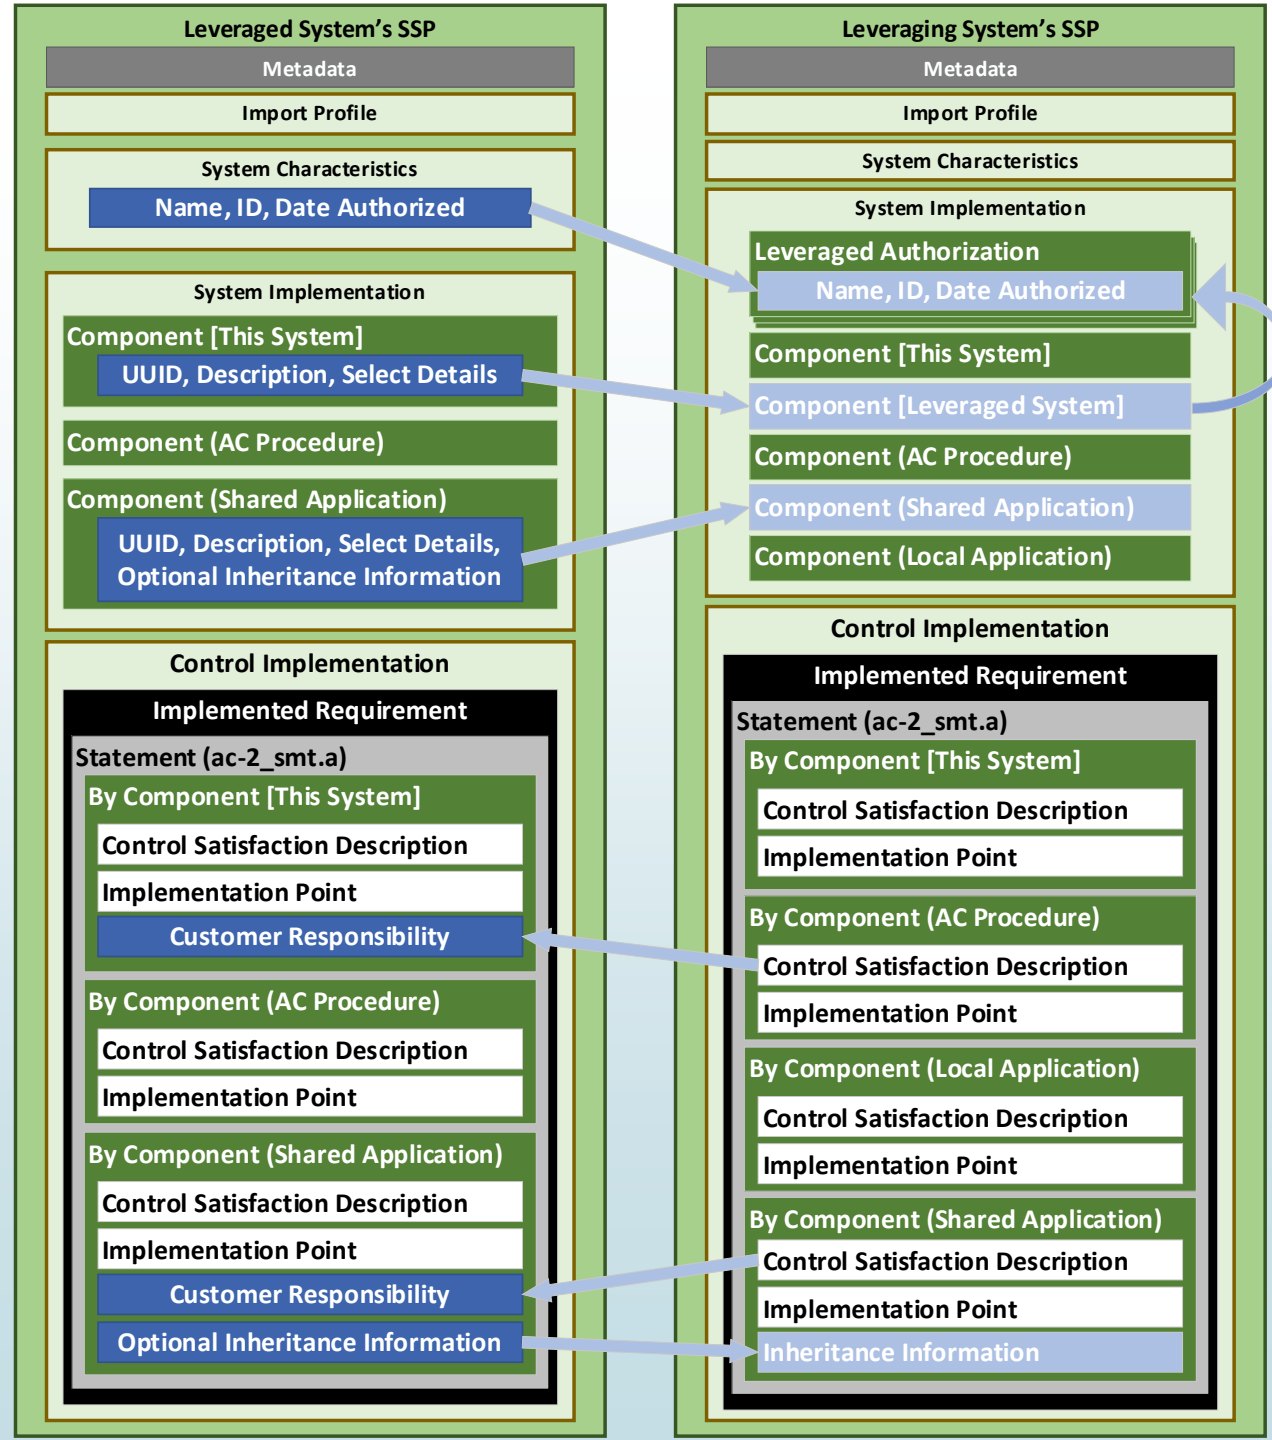 Leveraged System's SSP
Metadata
Import Profile
System Characteristics
Name, ID, Date Authorized
System Implementation
Component [This System]
UUID, Description, Select Details
Component (AC Procedure)
Component (Shared Application)
UUID, Description, Select Details,
Optional Inheritance Information
Control Implementation
Implemented Requirement
Statement (ac-2_smt.a)
By Component [This System]
Control Satisfaction Description
Implementation Point
Customer Responsibility
By Component (AC Procedure)
Control Satisfaction Description
Implementation Point
By Component (Shared Application)
Control Satisfaction Description
Implementation Point
Customer Responsibility
Optional Inheritance Information
Leveraging System's SSP
Metadata
Import Profile
System Characteristics
System Implementation
Leveraged Authorization
Name, ID, Date Authorized
Component [This System]
Component [Leveraged System]
Component (AC Procedure)
Component (Shared Application)
Component (Local Application)
Control Implementation
Implemented Requirement
Statement (ac-2_smt.a)
By Component [This System]
Control Satisfaction Description
Implementation Point
By Component (AC Procedure)
Control Satisfaction Description
Implementation Point
By Component (Local Application)
Control Satisfaction Description
Implementation Point
By Component (Shared Application)
Control Satisfaction Description
Implementation Point
Inheritance Information